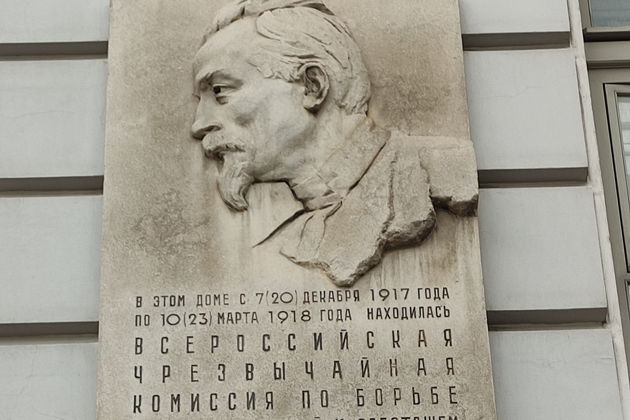 В ЭТОМ ДОМЕ С 7(20) ДЕКАБРЯ 1917 ГОДА
ПО 10(23) МАРТА 1918 ГОДА НАХОДИЛАСЬ
ВСЕРОССИЙСКАЯ
ЧРЕЗВЫЧАЙНАЯ
КОМИССИЯ ПО БОРЬБЕ